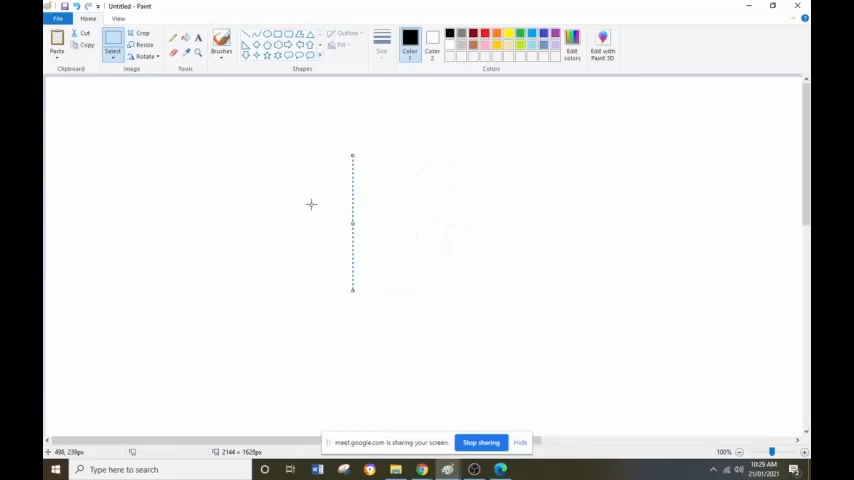 Untitled - Paint
File Home View
Paste
Cut
Copy
Clipboard
Select
Crop
Resize
Rotate
Image
A
Tools
Brushes
Shapes
Outline
Fill
Size
Color 1
Color 2
Colors
Edit colors
Edit with Paint 3D
meet.google.com is sharing your screen.
Stop sharing
Hide
498, 239px
2144 × 1628px
100%
Type here to search
10:29 AM
21/01/2021